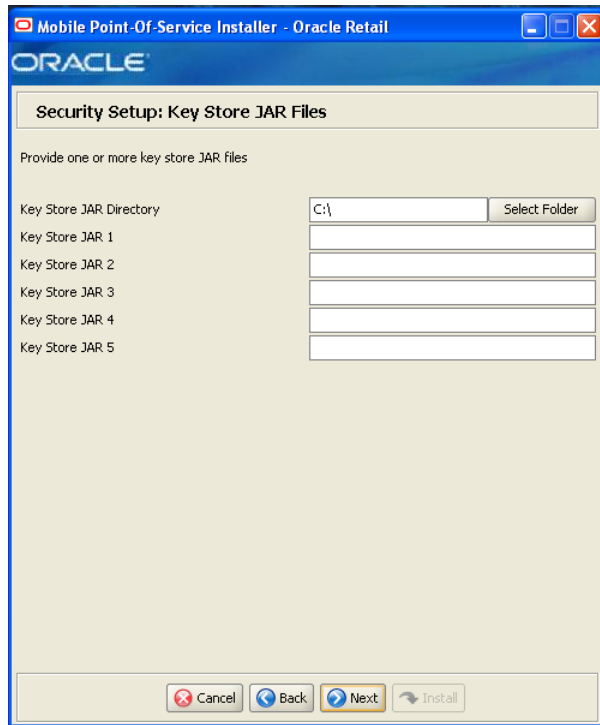 Mobile Point-Of-Service Installer - Oracle Retail
ORACLE
Security Setup: Key Store JAR Files
Provide one or more key store JAR files
Key Store JAR Directory C:\ Select Folder
Key Store JAR 1
Key Store JAR 2
Key Store JAR 3
Key Store JAR 4
Key Store JAR 5
Cancel Back Next Install